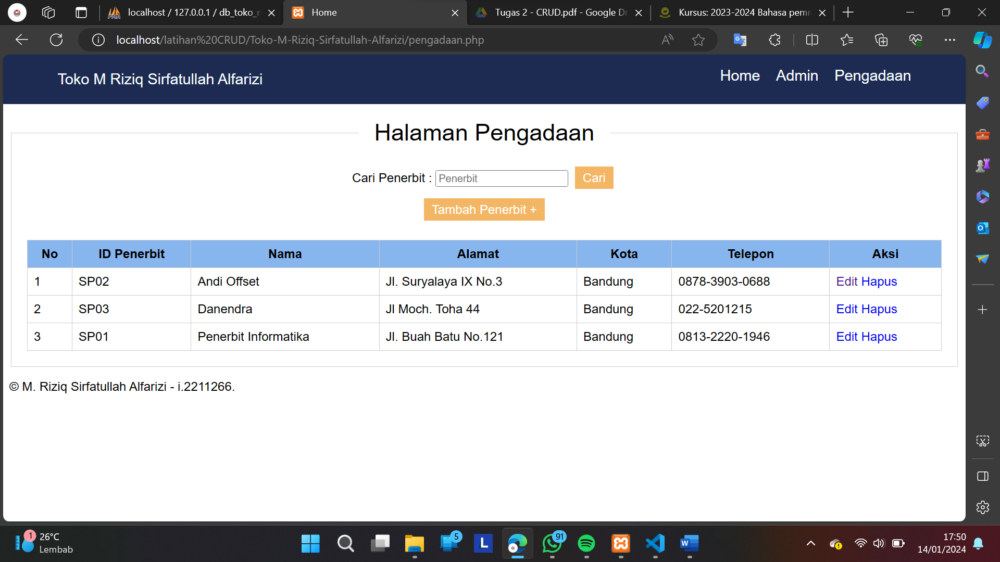 localhost / 127.0.0.1 / db_toko_r
Home
Tugas 2 - CRUD.pdf - Google Dr
Kursus: 2023-2024 Bahasa pemr
localhost/latihan%20CRUD/Toko-M-Riziq-Sirfatullah-Alfarizi/pengadaan.php
Toko M Riziq Sirfatullah Alfarizi
Home Admin Pengadaan
Halaman Pengadaan
Cari Penerbit : Penerbit Cari
Tambah Penerbit +
No ID Penerbit Nama Alamat Kota Telepon Aksi
1 SP02 Andi Offset Jl. Suryalaya IX No.3 Bandung 0878-3903-0688 Edit Hapus
2 SP03 Danendra Jl Moch. Toha 44 Bandung 022-5201215 Edit Hapus
3 SP01 Penerbit Informatika Jl. Buah Batu No.121 Bandung 0813-2220-1946 Edit Hapus
© M. Riziq Sirfatullah Alfarizi - i.2211266.
1
26°C
Lembab
5
L
91
W
17:50
14/01/2024